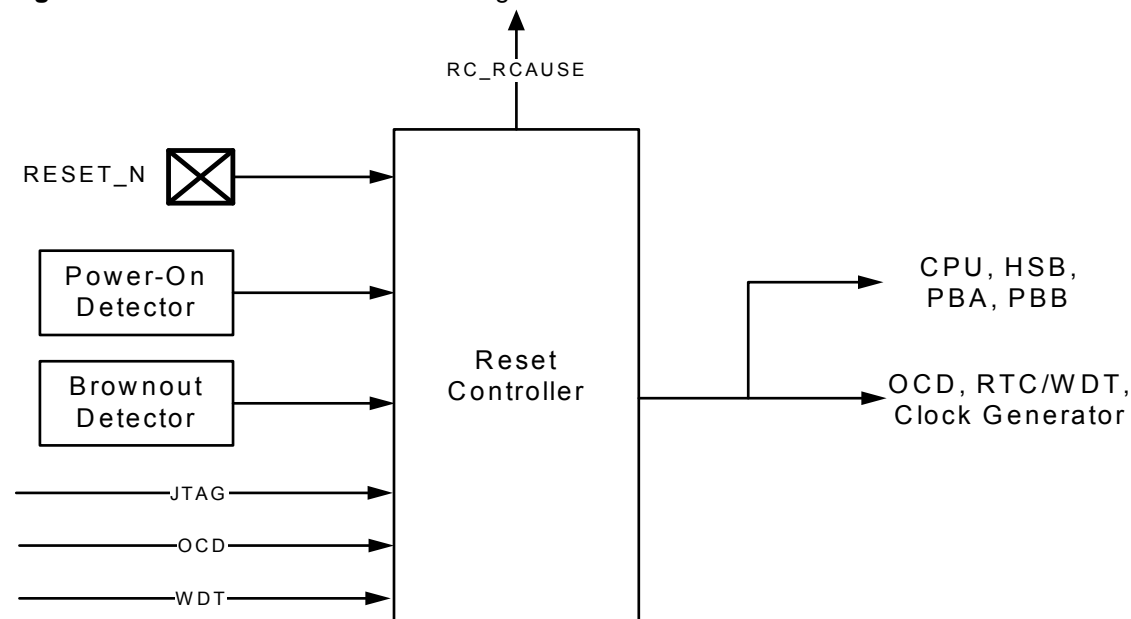 RC_RCAUSE
RESET_N
Power-On
Detector
Brownout
Detector
JTAG
OCD
WDT
Reset
Controller
CPU, HSB,
PBA, PBB
OCD, RTC/WDT,
Clock Generator